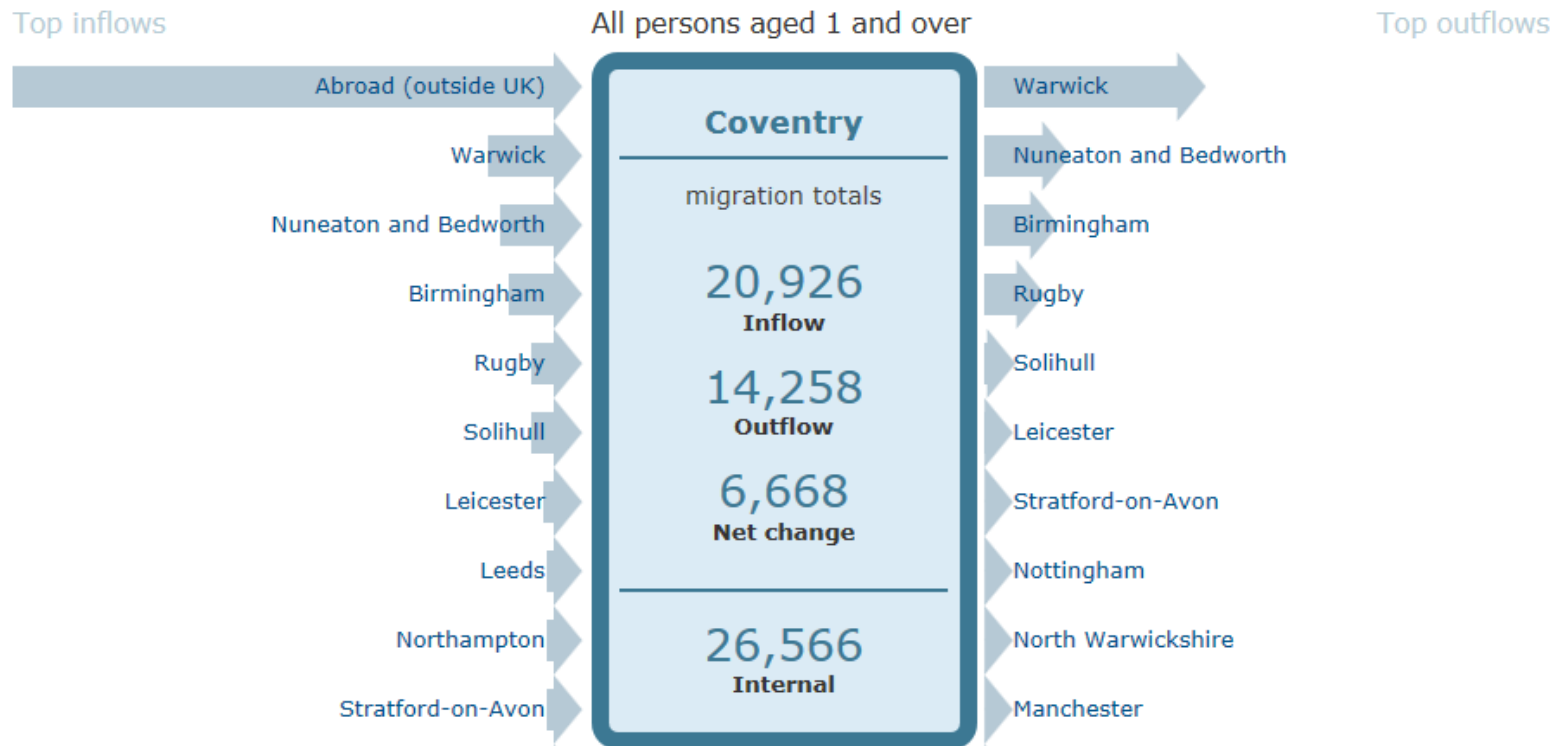 Top inflows
All persons aged 1 and over
Top outflows
Abroad (outside UK)
Warwick
Nuneaton and Bedworth
Birmingham
Rugby
Solihull
Leicester
Leeds
Northampton
Stratford-on-Avon
Coventry
migration totals
20,926
Inflow
14,258
Outflow
6,668
Net change
26,566
Internal
Warwick
Nuneaton and Bedworth
Birmingham
Rugby
Solihull
Leicester
Stratford-on-Avon
Nottingham
North Warwickshire
Manchester